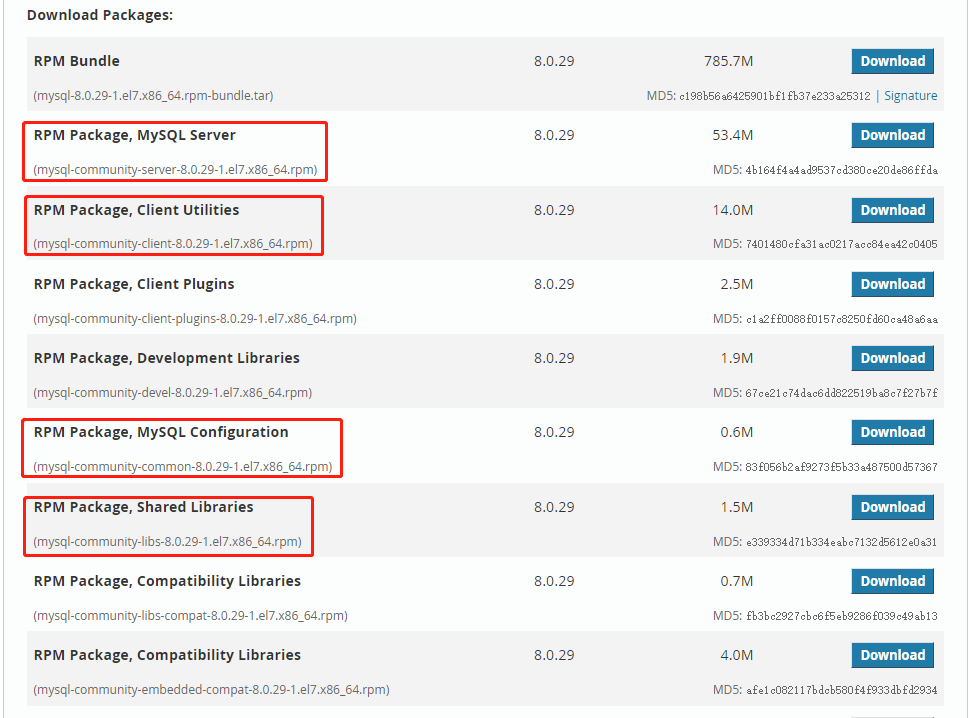 Download Packages:
RPM Bundle 8.0.29 785.7M Download
(mysql-8.0.29-1.el7.x86_64.rpm-bundle.tar) MD5: c198b56a6425901bf1fb37e233a25312 | Signature
RPM Package, MySQL Server 8.0.29 53.4M Download
(mysql-community-server-8.0.29-1.el7.x86_64.rpm) MD5: 4b164f4a4ad9537cd380ce20de86ffda
RPM Package, Client Utilities 8.0.29 14.0M Download
(mysql-community-client-8.0.29-1.el7.x86_64.rpm) MD5: 7401480cfa31ac0217acc84ea42c0405
RPM Package, Client Plugins 8.0.29 2.5M Download
(mysql-community-client-plugins-8.0.29-1.el7.x86_64.rpm) MD5: c1a2ff0088f0157c8250fd60ca48a6aa
RPM Package, Development Libraries 8.0.29 1.9M Download
(mysql-community-devel-8.0.29-1.el7.x86_64.rpm) MD5: 67ce21c74dac6dd822519ba8c7f27b7f
RPM Package, MySQL Configuration 8.0.29 0.6M Download
(mysql-community-common-8.0.29-1.el7.x86_64.rpm) MD5: 83f056b2af9273f5b33a487500d57367
RPM Package, Shared Libraries 8.0.29 1.5M Download
(mysql-community-libs-8.0.29-1.el7.x86_64.rpm) MD5: e339334d71b334eabc7132d5612e0a31
RPM Package, Compatibility Libraries 8.0.29 0.7M Download
(mysql-community-libs-compat-8.0.29-1.el7.x86_64.rpm) MD5: fb3bc2927cbc6f5eb9286f039c49ab13
RPM Package, Compatibility Libraries 8.0.29 4.0M Download
(mysql-community-embedded-compat-8.0.29-1.el7.x86_64.rpm) MD5: afe1c082117bdcb580f4f933dbfd2934